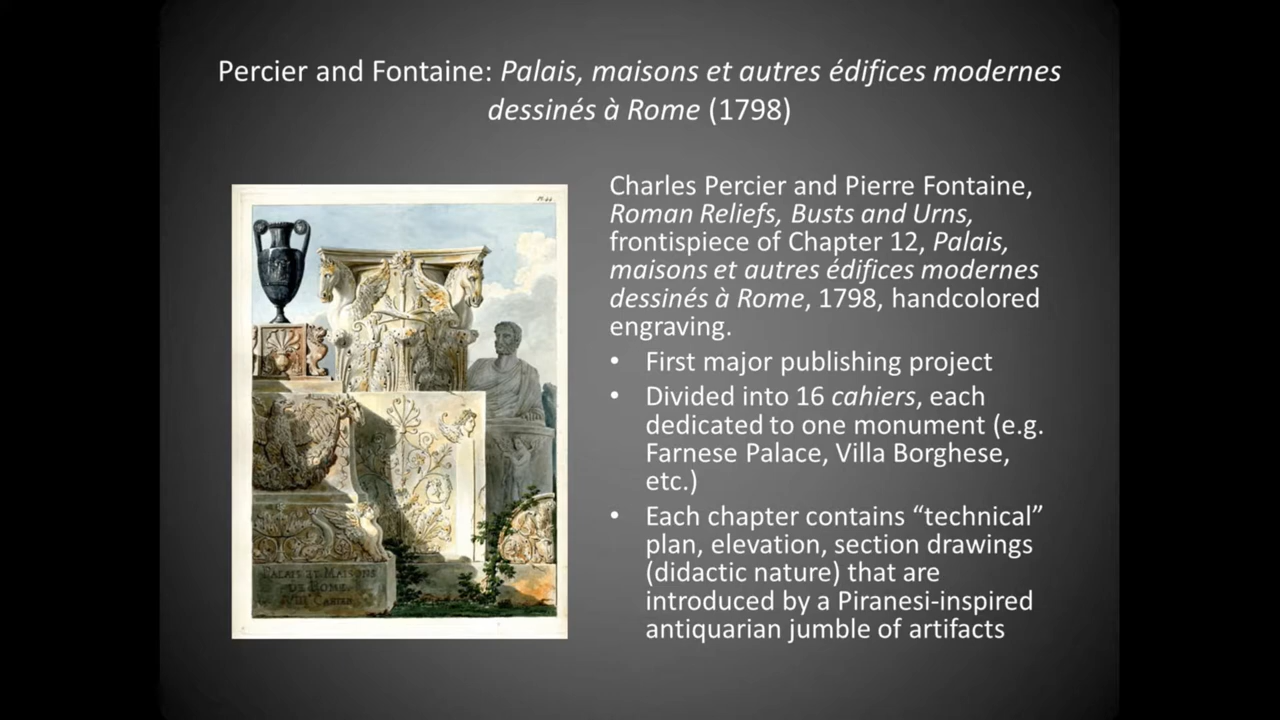 Percier and Fontaine: Palais, maisons et autres édifices modernes
dessinés à Rome (1798)
Charles Percier and Pierre Fontaine,
Roman Reliefs, Busts and Urns,
frontispiece of Chapter 12, Palais,
maisons et autres édifices modernes
dessinés à Rome, 1798, handcolored
engraving.
• First major publishing project
• Divided into 16 cahiers, each
dedicated to one monument (e.g.
Farnese Palace, Villa Borghese,
etc.)
• Each chapter contains “technical”
plan, elevation, section drawings
(didactic nature) that are
introduced by a Piranesi-inspired
antiquarian jumble of artifacts
PALAIS ET MAISONS
DE ROME.
CAHIER